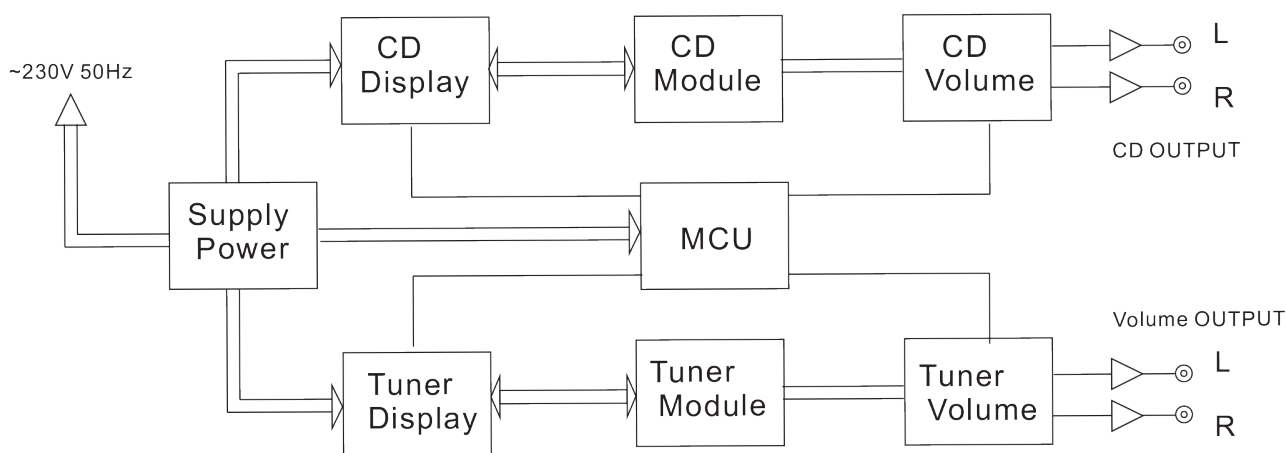 ~230V 50Hz
CD
Display
CD
Module
CD
Volume
L
R
CD OUTPUT
Supply
Power
MCU
Volume OUTPUT
Tuner
Display
Tuner
Module
Tuner
Volume
L
R